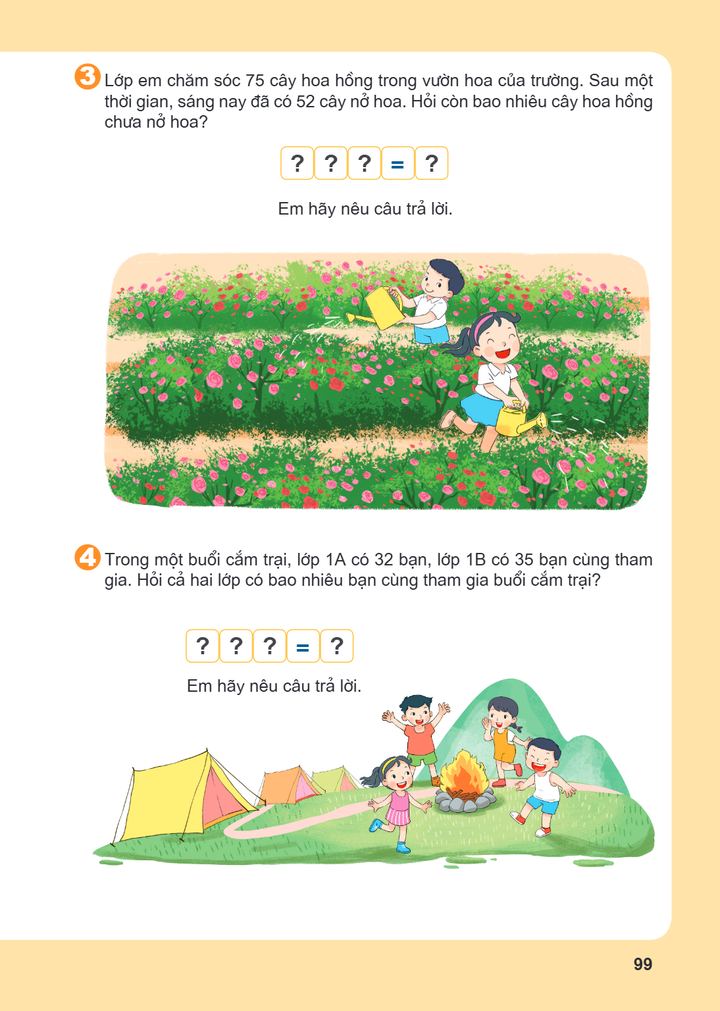 3 Lớp em chăm sóc 75 cây hoa hồng trong vườn hoa của trường. Sau một
thời gian, sáng nay đã có 52 cây nở hoa. Hỏi còn bao nhiêu cây hoa hồng
chưa nở hoa?
? ? ? = ?
Em hãy nêu câu trả lời.
4 Trong một buổi cắm trại, lớp 1A có 32 bạn, lớp 1B có 35 bạn cùng tham
gia. Hỏi cả hai lớp có bao nhiêu bạn cùng tham gia buổi cắm trại?
? ? ? = ?
Em hãy nêu câu trả lời.
99